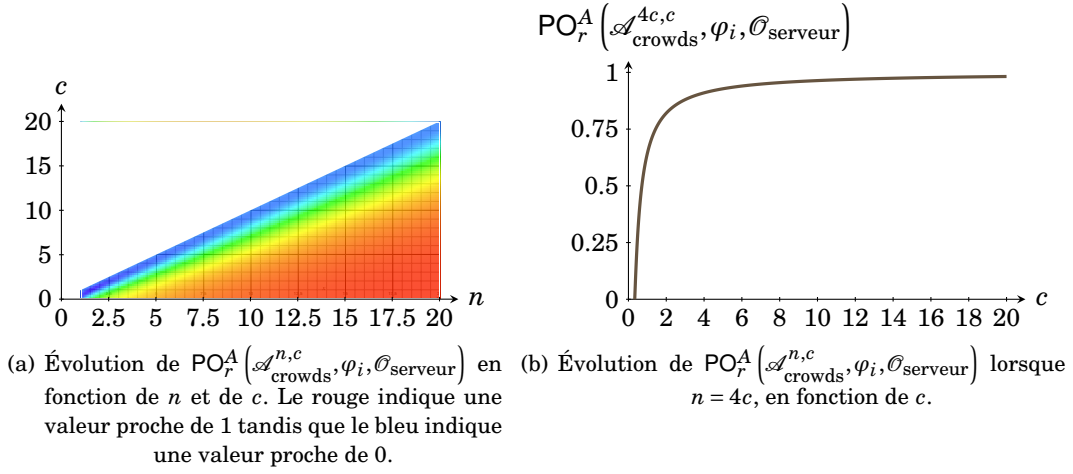 PO_r^A(𝒜_crowds^{4c,c}, φ_i, 𝒪_serveur)
c
20
15
10
5
0
0 2.5 5 7.5 10 12.5 15 17.5 20
n
1
0.75
0.5
0.25
0
0 2 4 6 8 10 12 14 16 18 20
c
(a) Évolution de PO_r^A(𝒜_crowds^{n,c}, φ_i, 𝒪_serveur) en
fonction de n et de c. Le rouge indique une
valeur proche de 1 tandis que le bleu indique
une valeur proche de 0.
(b) Évolution de PO_r^A(𝒜_crowds^{n,c}, φ_i, 𝒪_serveur) lorsque
n = 4c, en fonction de c.